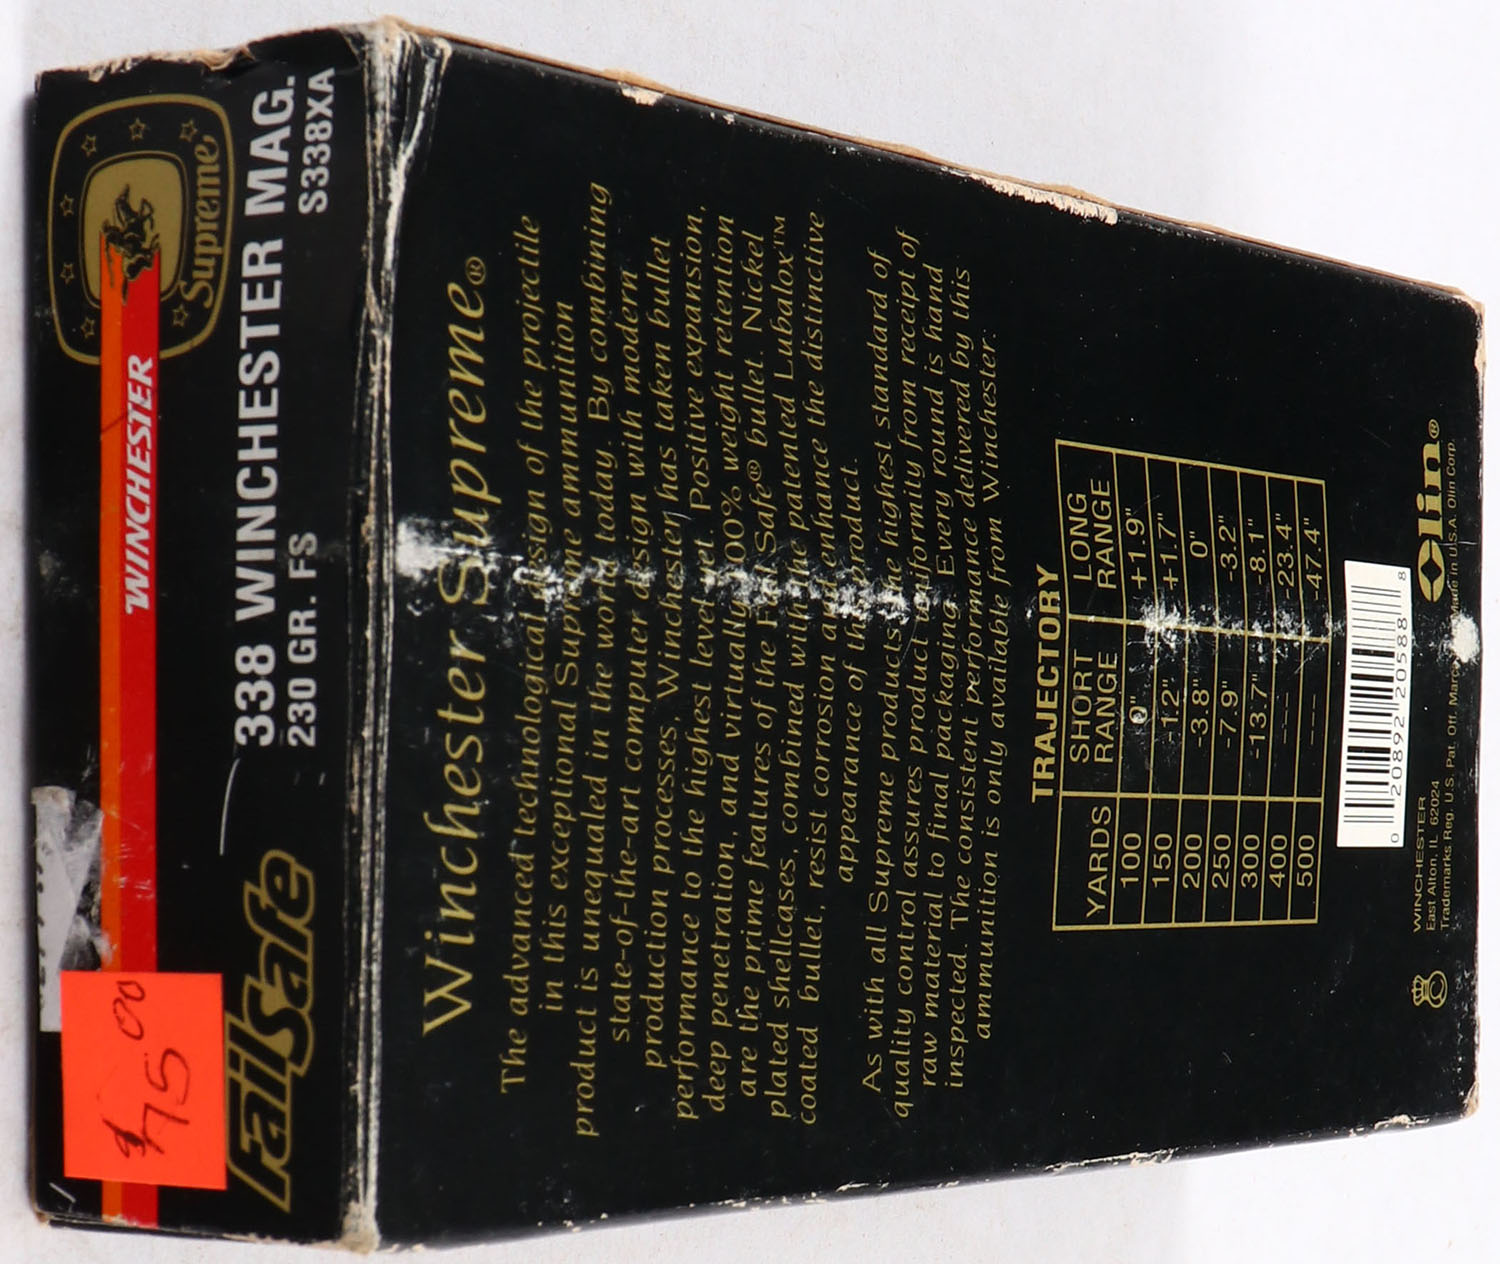 Supreme
WINCHESTER
338 WINCHESTER MAG.
230 GR. FS
S338XA
FailSafe
$75 00
Winchester Supreme®
The advanced technological design of the projectile
in this exceptional Supreme ammunition
product is unequaled in the world today. By combining
state-of-the-art computer design with modern
production processes, Winchester has taken bullet
performance to the highest level yet. Positive expansion,
deep penetration, and virtually 100% weight retention
are the prime features of the Fail Safe® bullet. Nickel
plated shellcases, combined with the patented Lubalox™
coated bullet, resist corrosion and enhance the distinctive
appearance of the product.
As with all Supreme products, the highest standard of
quality control assures product uniformity from receipt of
raw material to final packaging. Every round is hand
inspected. The consistent performance delivered by this
ammunition is only available from Winchester.
TRAJECTORY
YARDS SHORT RANGE LONG RANGE
100 0" +1.9"
150 -1.2" +1.7"
200 -3.8" 0"
250 -7.9" -3.2"
300 -13.7" -8.1"
400 ---- -23.4"
500 ---- -47.4"
0 20892 20588 8
WINCHESTER
East Alton, IL 62024
Trademarks Reg. U.S. Pat. Off. Marca Made in U.S.A. Olin Corp.
Olin®